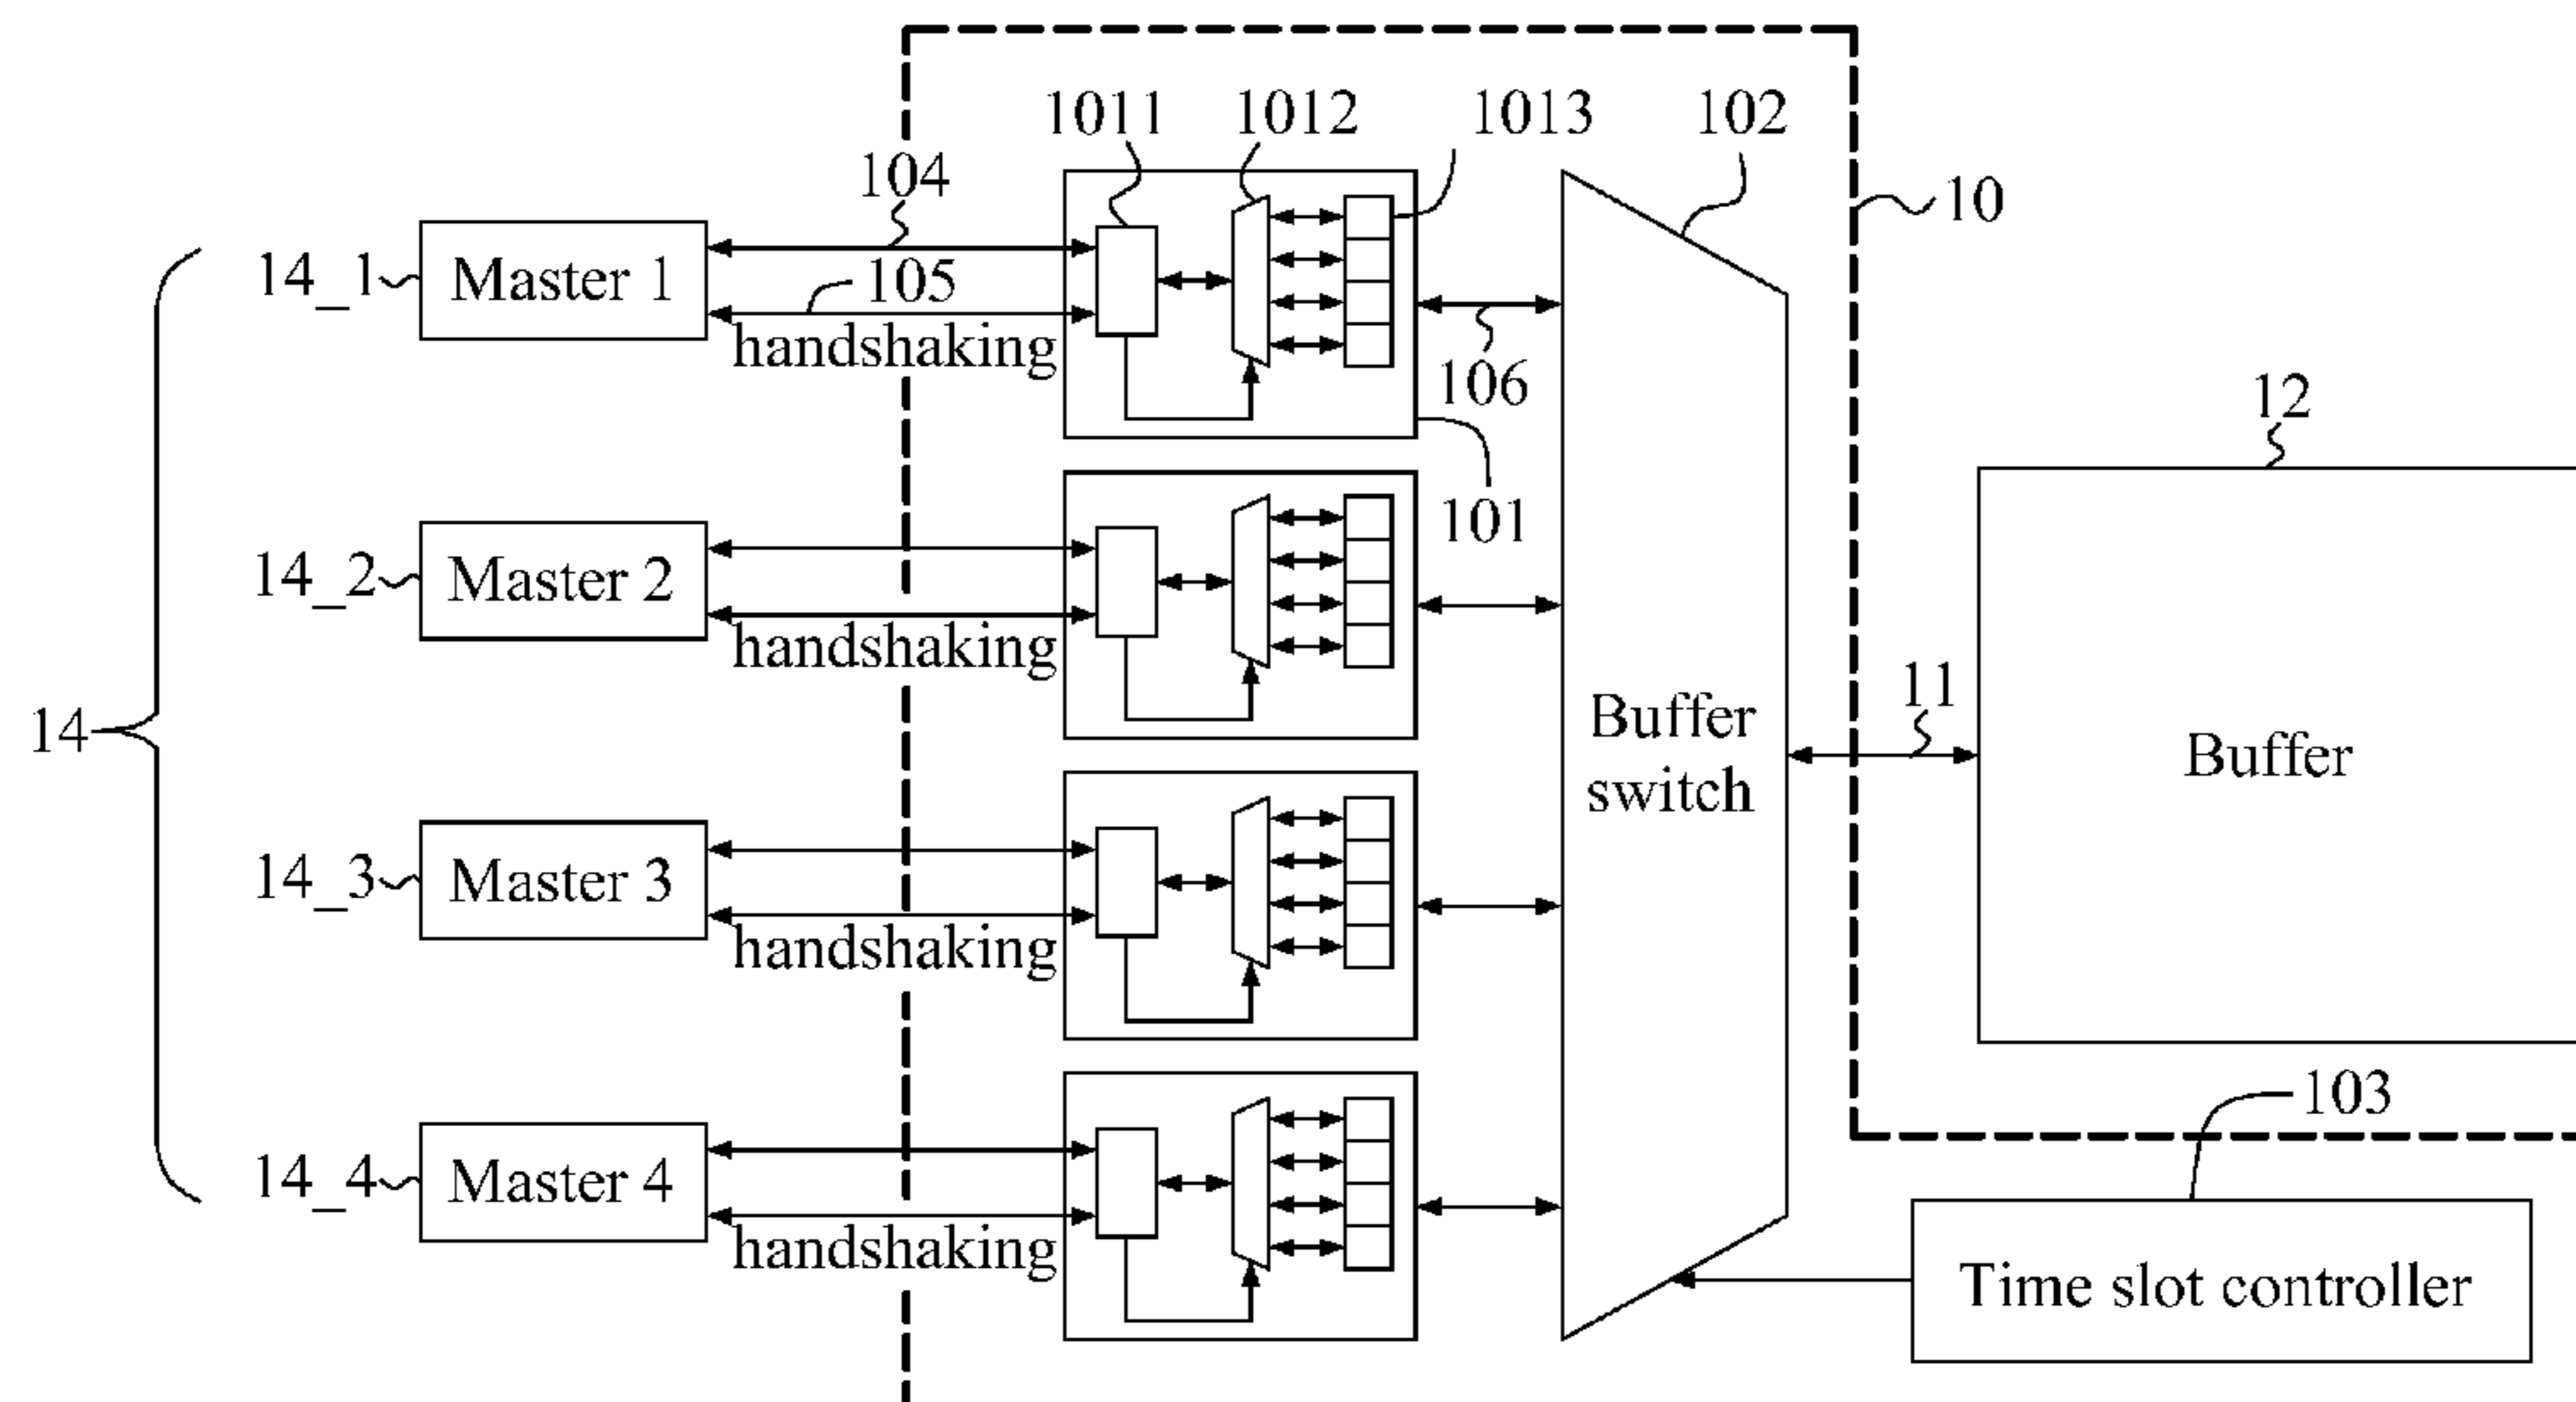 1011 1012 1013 102
104
10
14_1 Master 1 105
handshaking
106
12
101
14_2 Master 2
handshaking
11
14
Buffer
switch
Buffer
14_3 Master 3
handshaking
103
14_4 Master 4
handshaking
Time slot controller